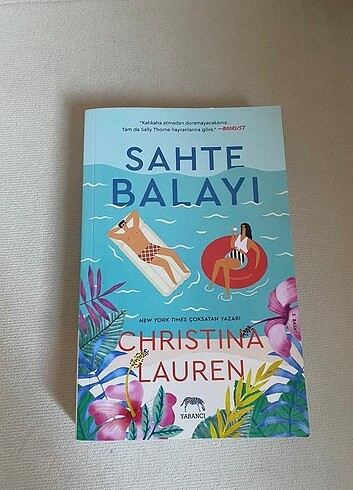 "Kahkaha atmadan duramayacaksınız.
Tam da Sally Thorne hayranlarına göre." —BOOKLIST
SAHTE
BALAYI
NEW YORK TIMES ÇOKSATAN YAZARI
CHRISTINA
LAUREN
YABANCI